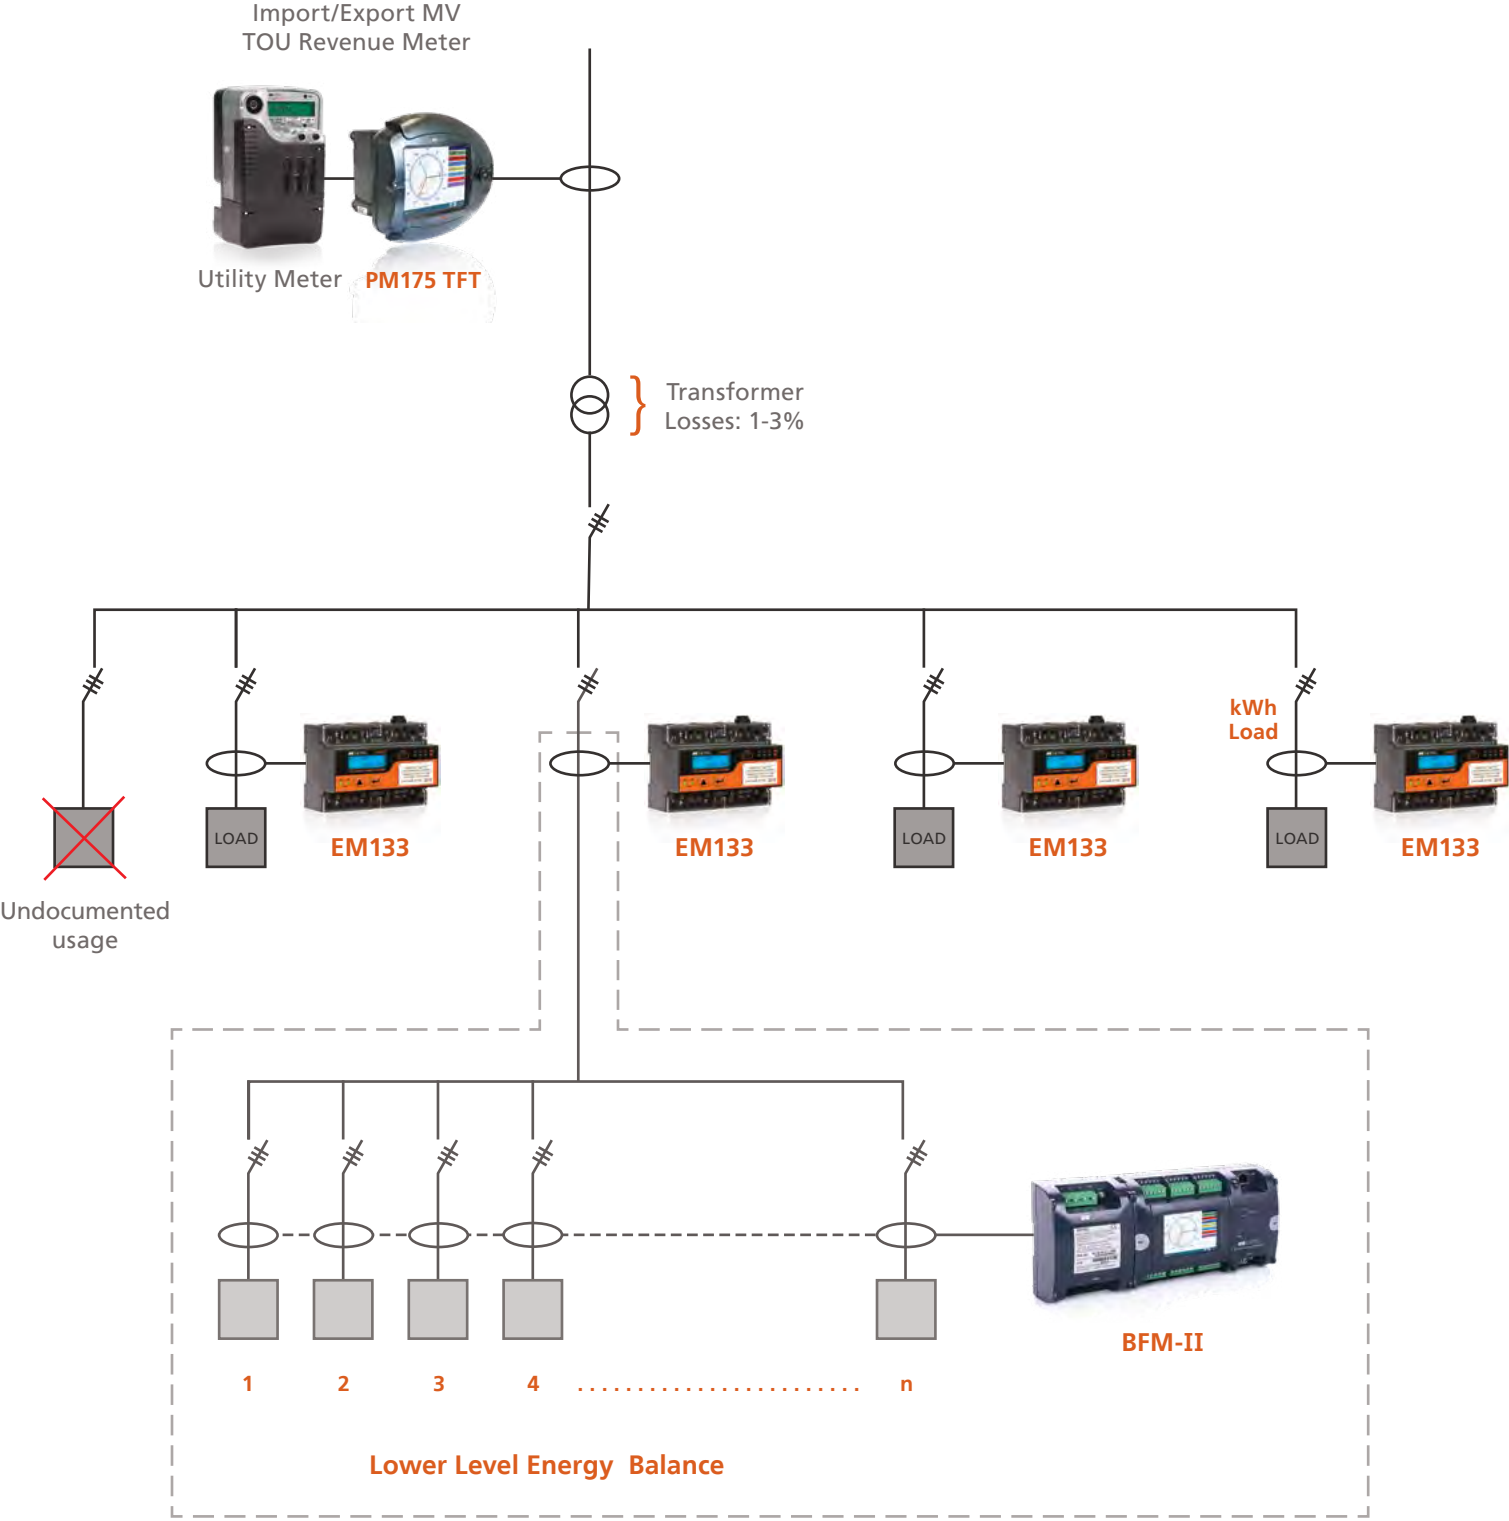 Import/Export MV
TOU Revenue Meter
Utility Meter
PM175 TFT
Transformer
Losses: 1-3%
kWh
Load
LOAD
LOAD
LOAD
EM133
EM133
EM133
EM133
Undocumented
usage
BFM-II
1 2 3 4 ........................ n
Lower Level Energy Balance